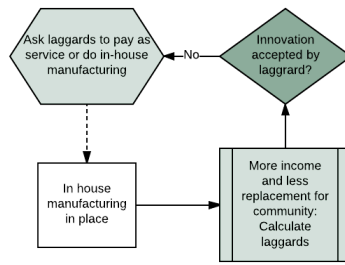 Ask laggards to pay as
service or do in-house
manufacturing
No
Innovation
accepted by
laggrard?
In house
manufacturing
in place
More income
and less
replacement for
community:
Calculate
laggards